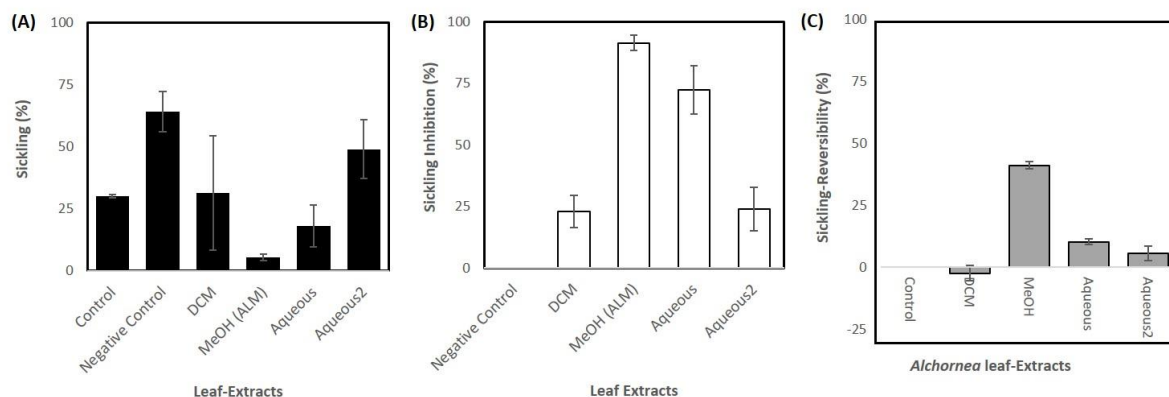 (A)
100
75
50
25
0
Sickling (%)
Control
Negative Control
DCM
MeOH (ALM)
Aqueous
Aqueous2
Leaf-Extracts
(B)
100
75
50
25
0
Sickling Inhibition (%)
Negative Control
DCM
MeOH (ALM)
Aqueous
Aqueous2
Leaf Extracts
(C)
100
75
50
25
0
-25
Sickling-Reversibility (%)
Control
DCM
MeOH
Aqueous
Aqueous2
Alchornea leaf-Extracts